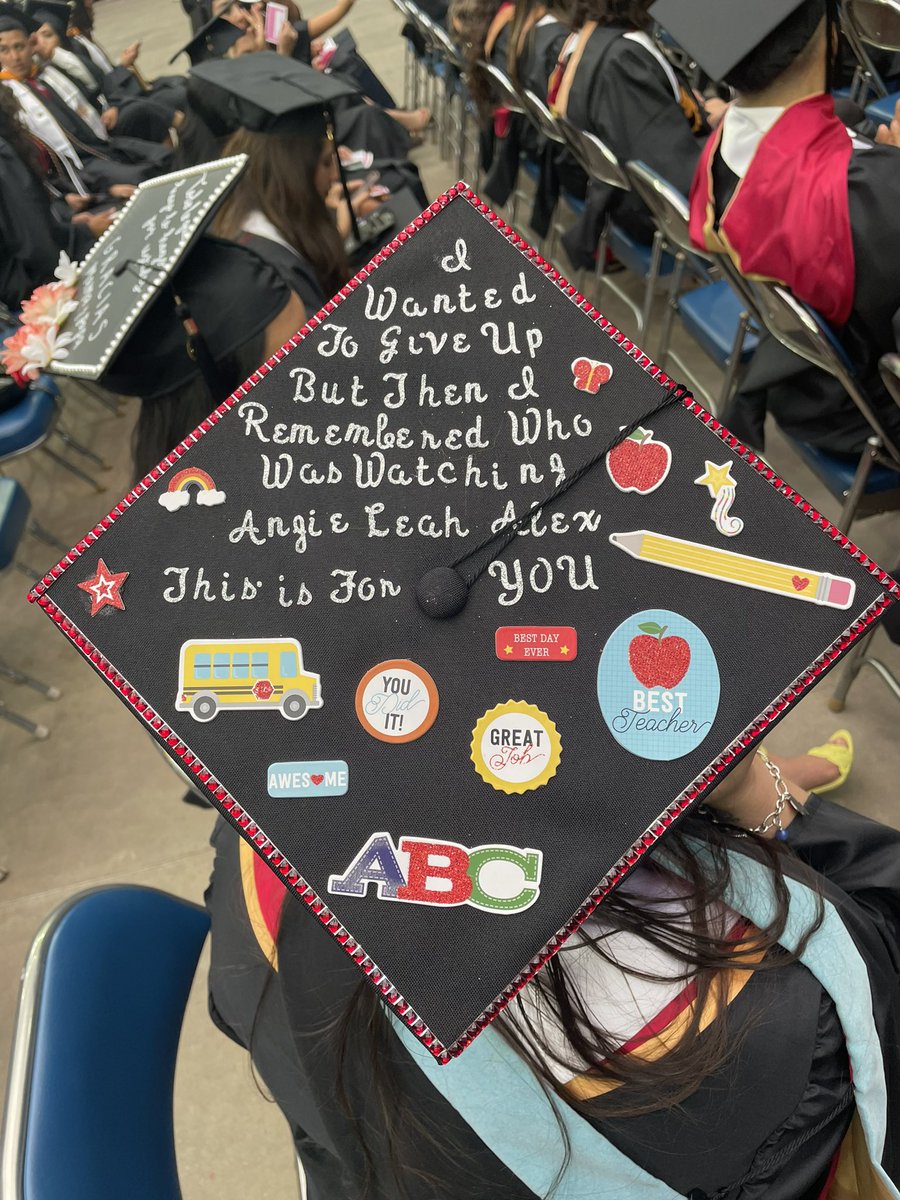 I
Wanted
To Give Up
But Then I
Remembered Who
Was Watching
Angie Leah Alex
This is For YOU
BEST DAY
EVER
BEST
Teacher
YOU
Did
IT!
GREAT
Job
AWESOME
ABC